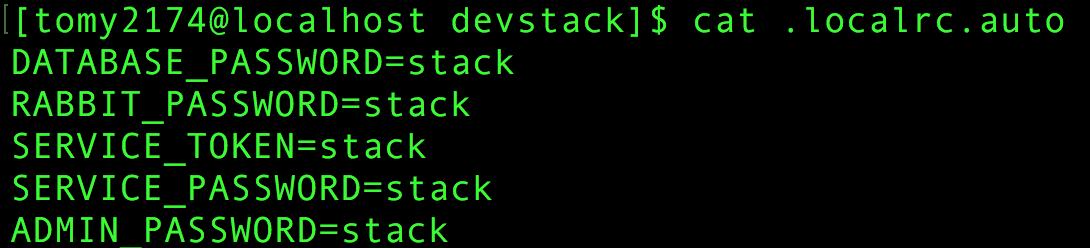 [[tomy2174@localhost devstack]$ cat .localrc.auto
DATABASE_PASSWORD=stack
RABBIT_PASSWORD=stack
SERVICE_TOKEN=stack
SERVICE_PASSWORD=stack
ADMIN_PASSWORD=stack